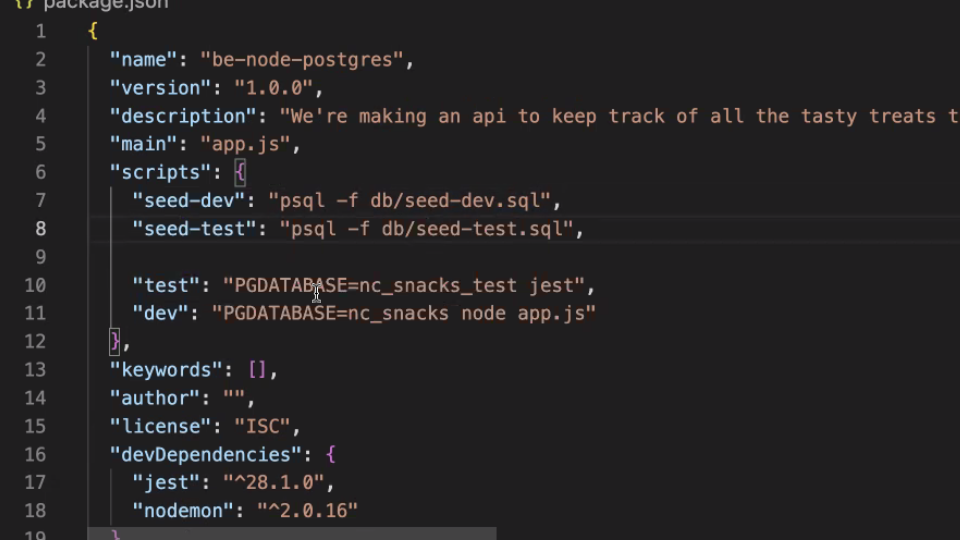 {} package.json
1 {
2 "name": "be-node-postgres",
3 "version": "1.0.0",
4 "description": "We're making an api to keep track of all the tasty treats t
5 "main": "app.js",
6 "scripts": {
7 "seed-dev": "psql -f db/seed-dev.sql",
8 "seed-test": "psql -f db/seed-test.sql",
9
10 "test": "PGDATABASE=nc_snacks_test jest",
11 "dev": "PGDATABASE=nc_snacks node app.js"
12 },
13 "keywords": [],
14 "author": "",
15 "license": "ISC",
16 "devDependencies": {
17 "jest": "^28.1.0",
18 "nodemon": "^2.0.16"
19 }